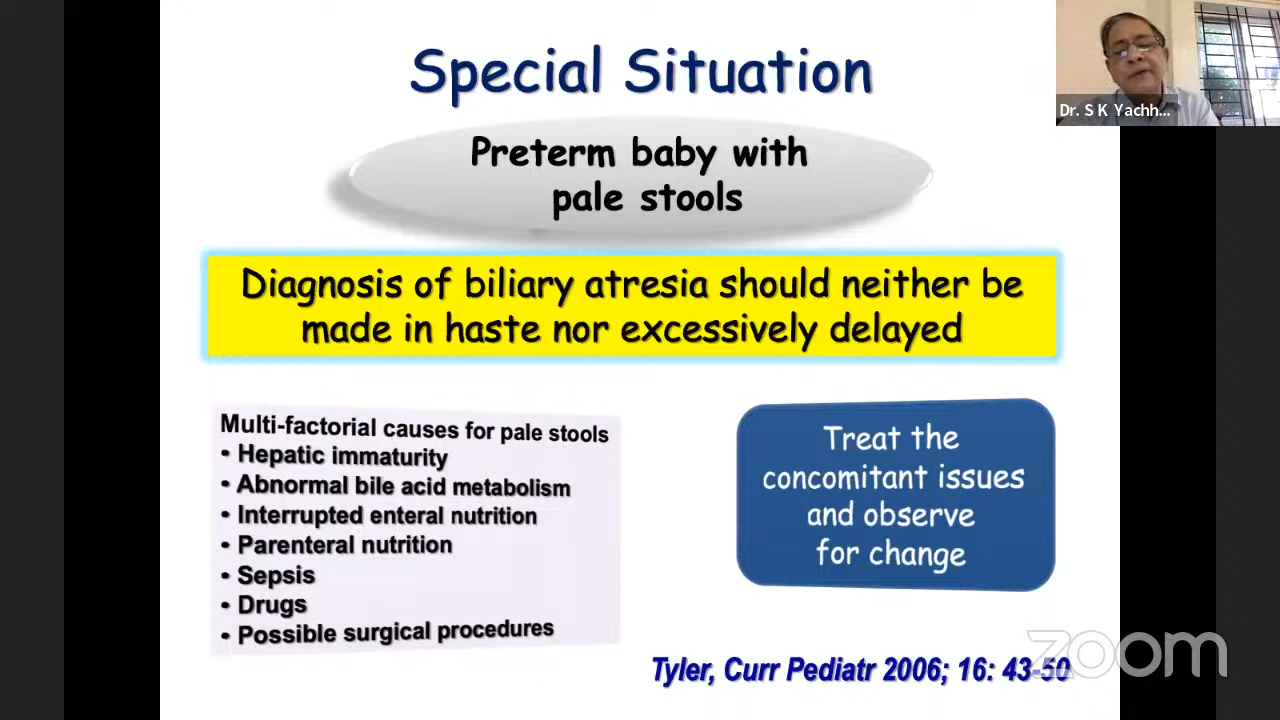 Special Situation
Dr. S K Yachh...
Preterm baby with
pale stools
Diagnosis of biliary atresia should neither be
made in haste nor excessively delayed
Multi-factorial causes for pale stools
• Hepatic immaturity
• Abnormal bile acid metabolism
• Interrupted enteral nutrition
• Parenteral nutrition
• Sepsis
• Drugs
• Possible surgical procedures
Treat the
concomitant issues
and observe
for change
Tyler, Curr Pediatr 2006; 16: 43-50
zoom